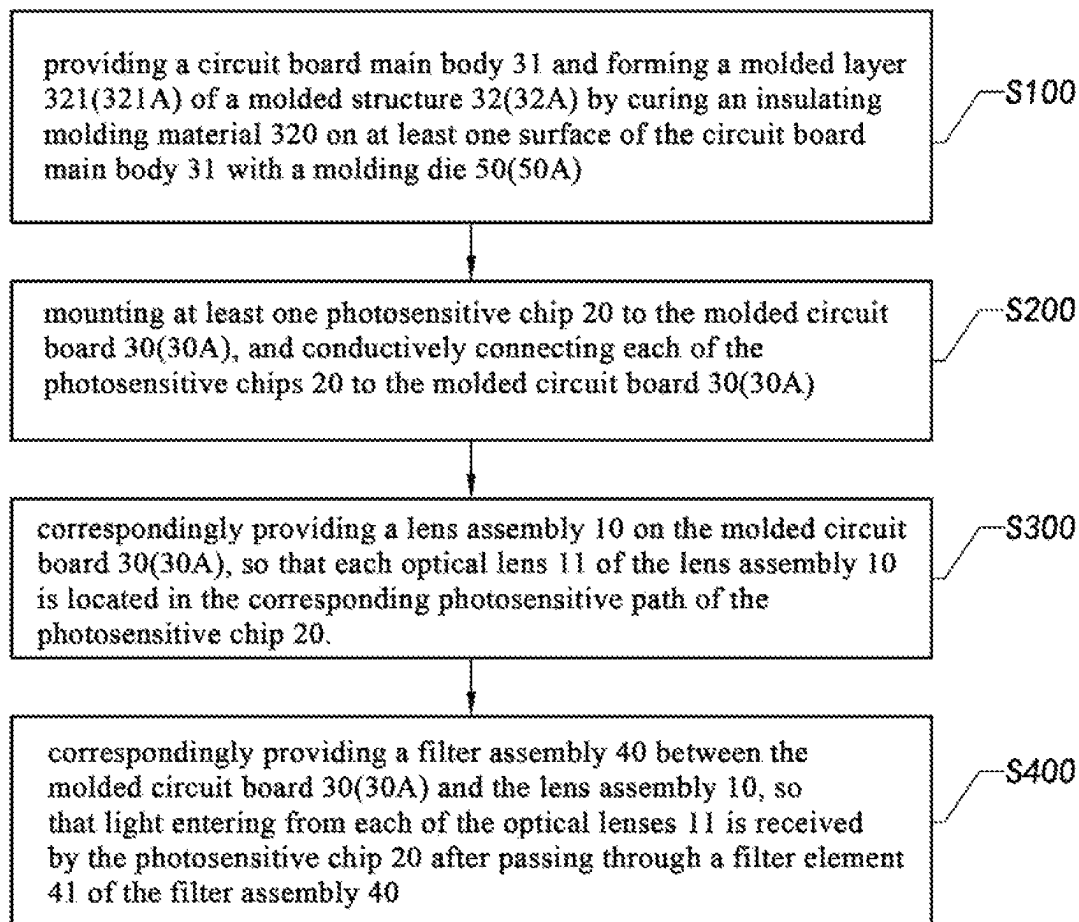 providing a circuit board main body 31 and forming a molded layer
321(321A) of a molded structure 32(32A) by curing an insulating
molding material 320 on at least one surface of the circuit board
main body 31 with a molding die 50(50A)
S100
mounting at least one photosensitive chip 20 to the molded circuit
board 30(30A), and conductively connecting each of the
photosensitive chips 20 to the molded circuit board 30(30A)
S200
correspondingly providing a lens assembly 10 on the molded circuit
board 30(30A), so that each optical lens 11 of the lens assembly 10
is located in the corresponding photosensitive path of the
photosensitive chip 20.
S300
correspondingly providing a filter assembly 40 between the
molded circuit board 30(30A) and the lens assembly 10, so
that light entering from each of the optical lenses 11 is received
by the photosensitive chip 20 after passing through a filter element
41 of the filter assembly 40
S400